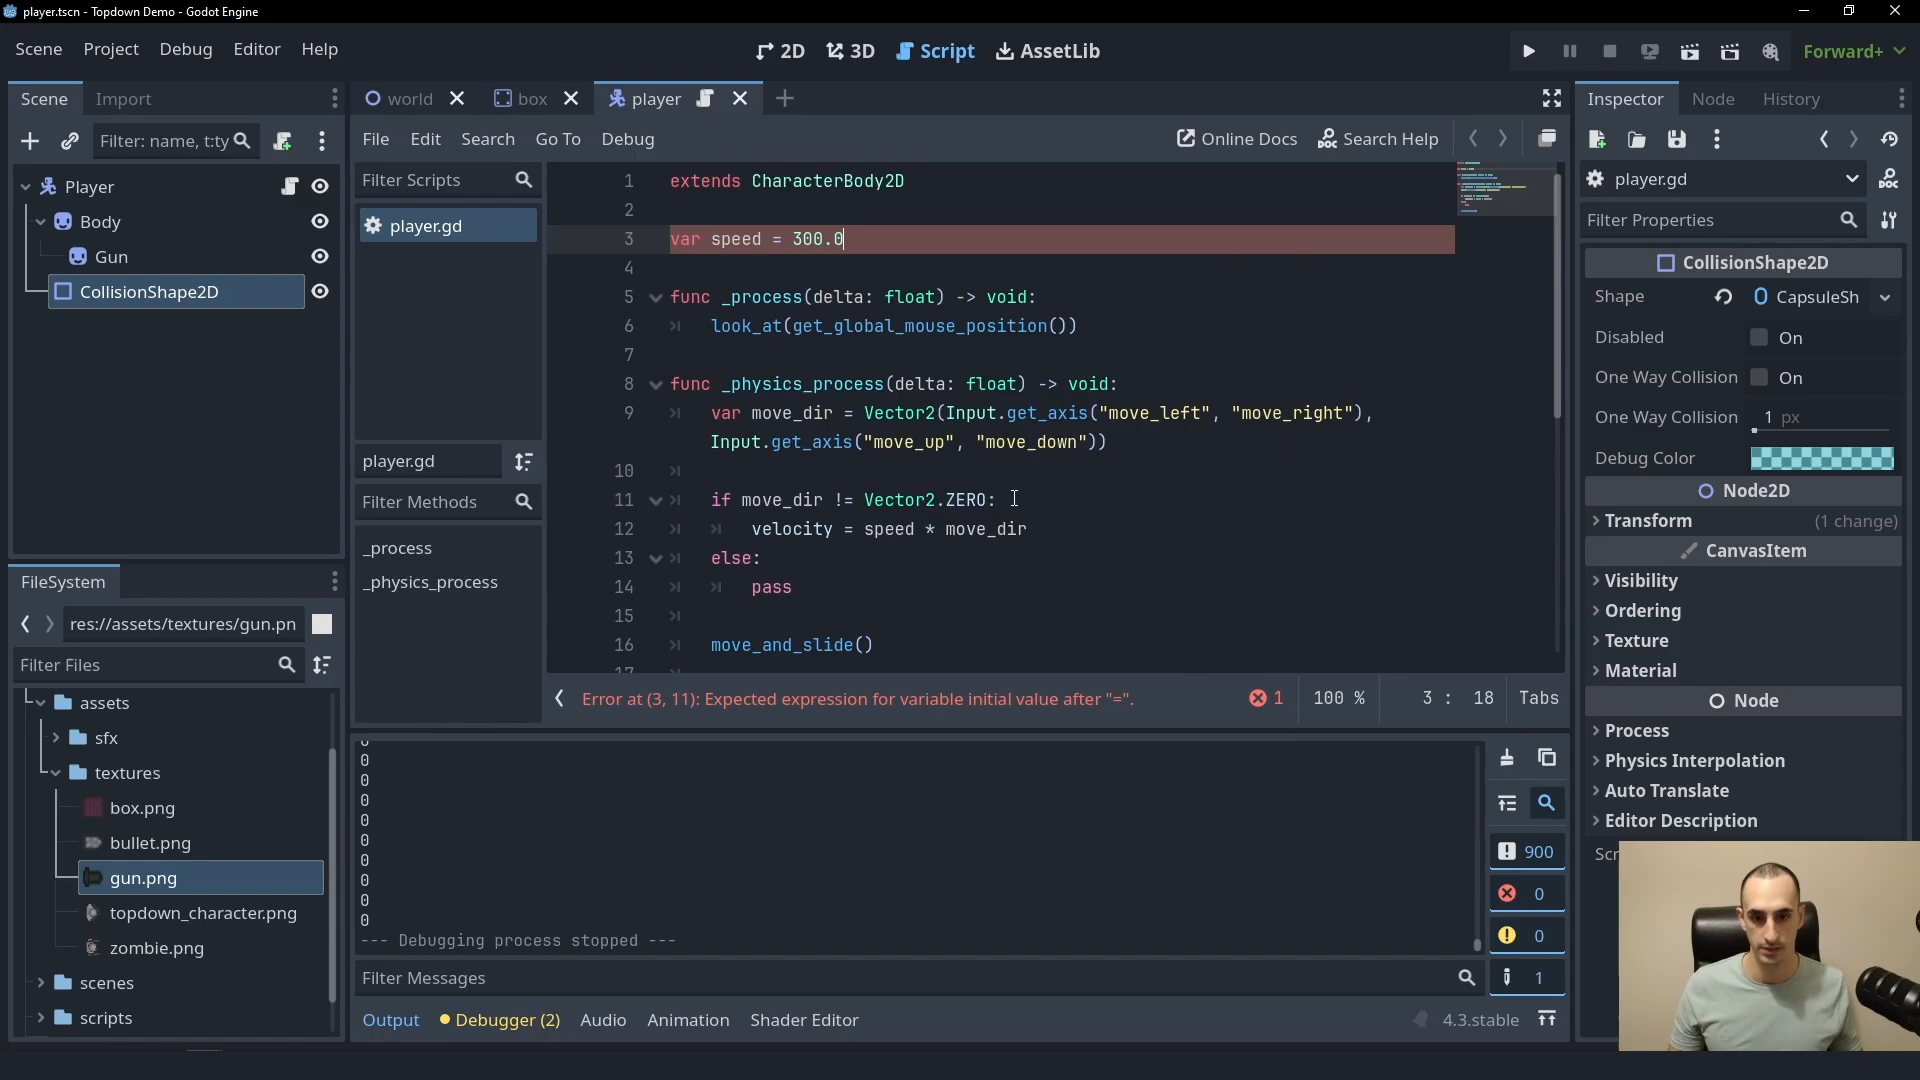 player.tscn - Topdown Demo - Godot Engine
Scene Project Debug Editor Help
2D 3D Script AssetLib
Forward+
Scene Import
world box player
Inspector Node History
Filter: name, t:ty
File Edit Search Go To Debug
Online Docs Search Help
Player
Body
Gun
CollisionShape2D
Filter Scripts
player.gd
player.gd
Filter Methods
_process
_physics_process
1 extends CharacterBody2D
2
3 var speed = 300.0
4
5 func _process(delta: float) -> void:
6 look_at(get_global_mouse_position())
7
8 func _physics_process(delta: float) -> void:
9 var move_dir = Vector2(Input.get_axis("move_left", "move_right"),
Input.get_axis("move_up", "move_down"))
10
11 if move_dir != Vector2.ZERO:
12 velocity = speed * move_dir
13 else:
14 pass
15
16 move_and_slide()
17
Error at (3, 11): Expected expression for variable initial value after "=".
1 100 % 3 : 18 Tabs
player.gd
Filter Properties
CollisionShape2D
Shape CapsuleSh
Disabled On
One Way Collision On
One Way Collision 1 px
Debug Color
Node2D
Transform (1 change)
CanvasItem
Visibility
Ordering
Texture
Material
Node
Process
Physics Interpolation
Auto Translate
Editor Description
Scr
FileSystem
res://assets/textures/gun.pn
Filter Files
assets
sfx
textures
box.png
bullet.png
gun.png
topdown_character.png
zombie.png
scenes
scripts
0
0
0
0
0
0
0
0
0
0
--- Debugging process stopped ---
Filter Messages
900
0
0
1
Output Debugger (2) Audio Animation Shader Editor
4.3.stable